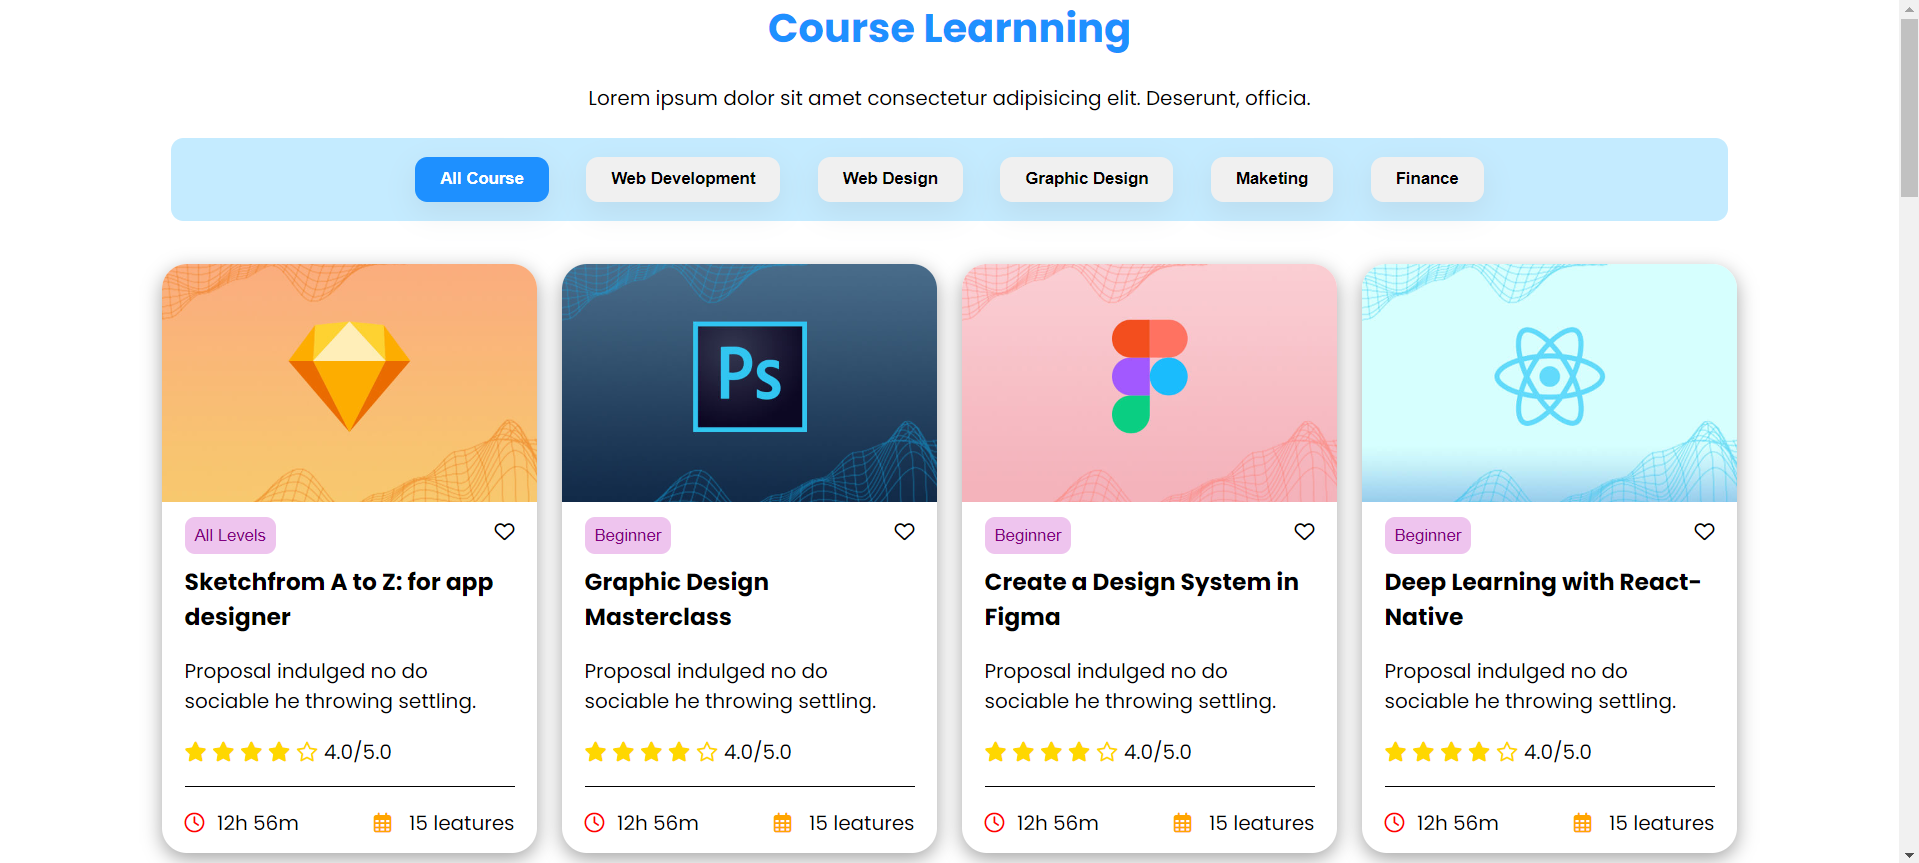 Course Learnning
Lorem ipsum dolor sit amet consectetur adipisicing elit. Deserunt, officia.
All Course Web Development Web Design Graphic Design Maketing Finance
Ps
All Levels
Sketchfrom A to Z: for app
designer
Proposal indulged no do
sociable he throwing settling.
4.0/5.0
12h 56m 15 leatures
Beginner
Graphic Design
Masterclass
Proposal indulged no do
sociable he throwing settling.
4.0/5.0
12h 56m 15 leatures
Beginner
Create a Design System in
Figma
Proposal indulged no do
sociable he throwing settling.
4.0/5.0
12h 56m 15 leatures
Beginner
Deep Learning with React-
Native
Proposal indulged no do
sociable he throwing settling.
4.0/5.0
12h 56m 15 leatures